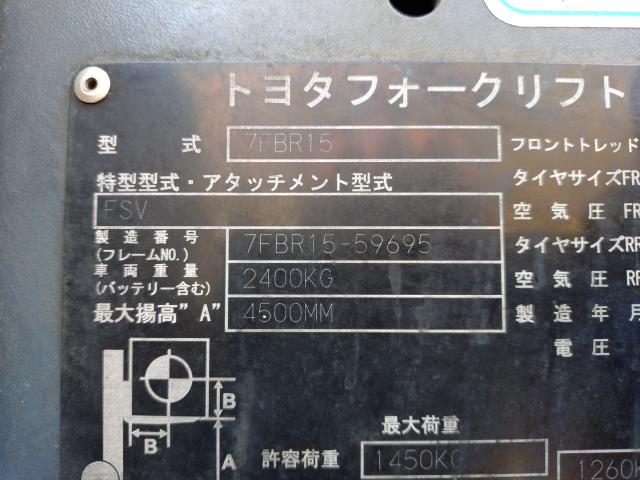 トヨタフォークリフト
型 式 7FBR15 フロントトレッド
特型型式・アタッチメント型式 タイヤサイズFR
FSV 空気圧 FR
製造番号 (フレームNO.) 7FBR15-59695 タイヤサイズRR
車両重量 (バッテリー含む) 2400KG 空気圧 RR
最大揚高"A" 4500MM 製造年月
電圧
B
B
A
最大荷重
許容荷重 1450KG
1260K